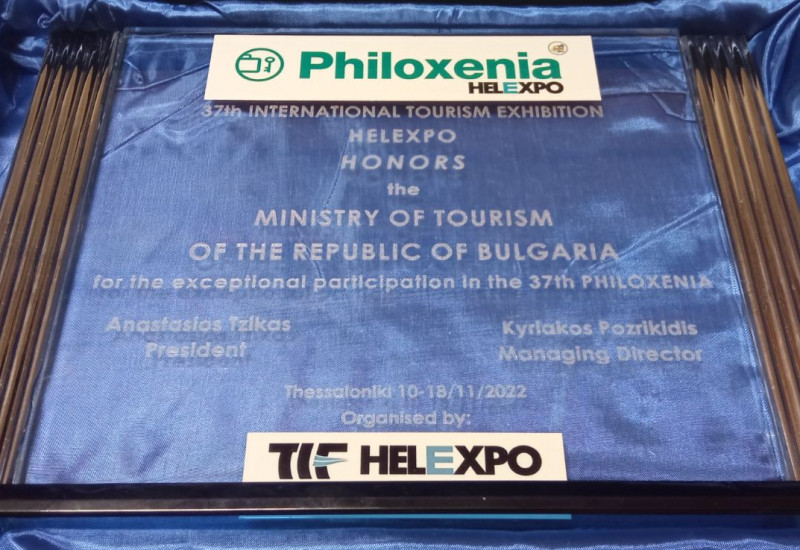 Philoxenia
HELEXPO
37th INTERNATIONAL TOURISM EXHIBITION
HELEXPO
HONORS
the
MINISTRY OF TOURISM
OF THE REPUBLIC OF BULGARIA
for the exceptional participation in the 37th PHILOXENIA
Anastasios Tzikas
President
Kyriakos Pozrikidis
Managing Director
Thessaloniki 10-18/11/2022
Organised by:
TIF HELEXPO